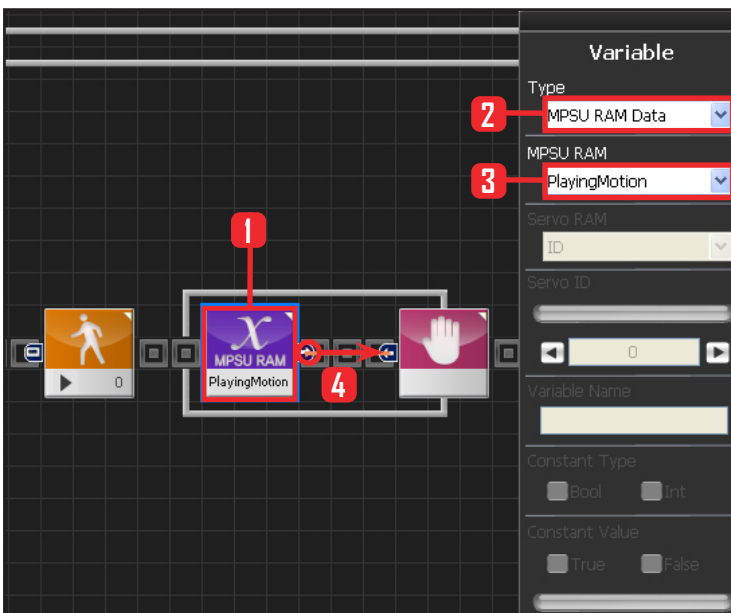 Variable
Type
2
MPSU RAM Data
MPSU RAM
3
PlayingMotion
Servo RAM
ID
Servo ID
0
Variable Name
Constant Type
Bool Int
Constant Value
True False
1
0
x
MPSU RAM
PlayingMotion
4